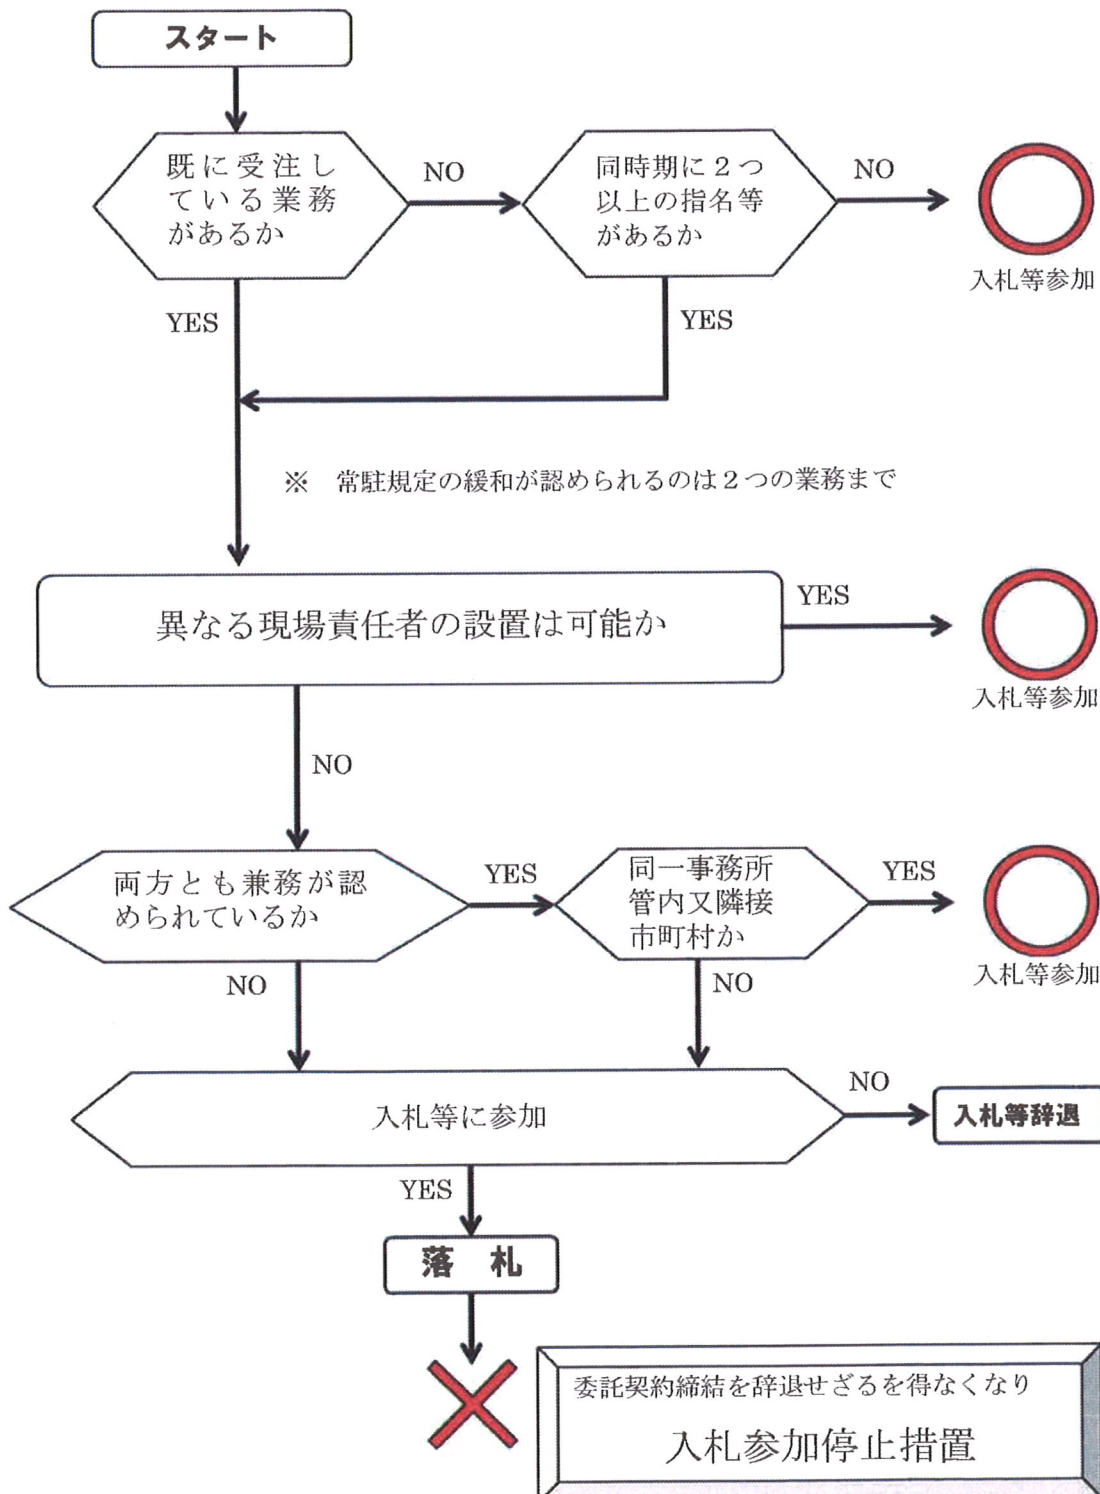 スタート
既に受注し
ている業務
があるか
NO
同時期に２つ
以上の指名等
があるか
NO
入札等参加
YES
YES
※　常駐規定の緩和が認められるのは２つの業務まで
異なる現場責任者の設置は可能か
YES
入札等参加
NO
両方とも兼務が認
められているか
YES
同一事務所
管内又隣接
市町村か
YES
入札等参加
NO
NO
入札等に参加
NO
入札等辞退
YES
落　札
委託契約締結を辞退せざるを得なくなり
入札参加停止措置